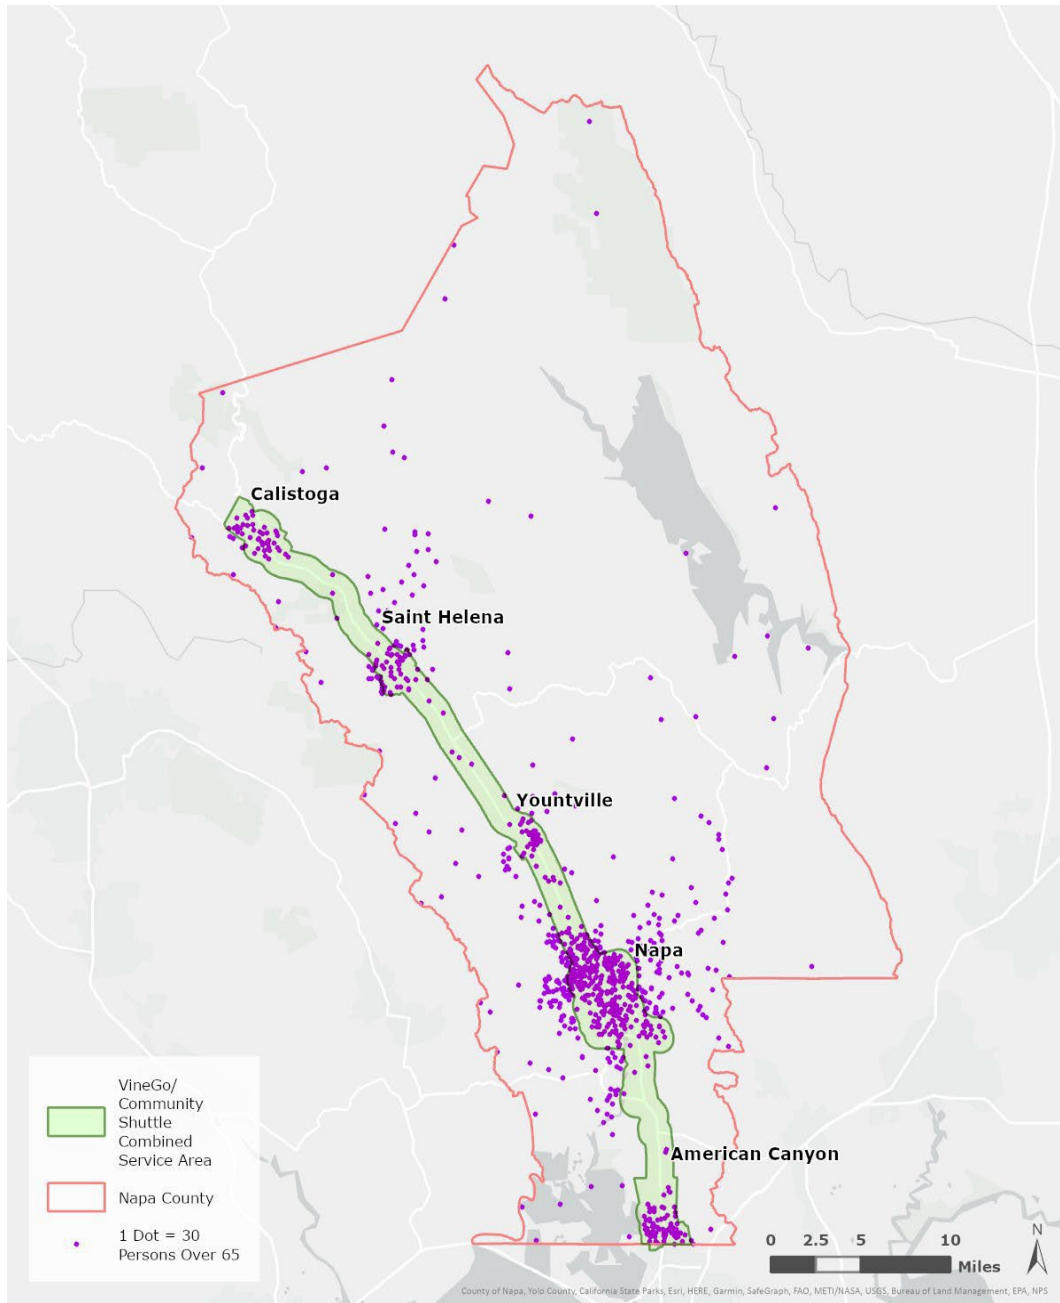 Calistoga
Saint Helena
Yountville
Napa
American Canyon
VineGo/
Community
Shuttle
Combined
Service Area
Napa County
1 Dot = 30
Persons Over 65
N
0 2.5 5 10
Miles
County of Napa, Yolo County, California State Parks, Esri, HERE, Garmin, SafeGraph, FAO, METI/NASA, USGS, Bureau of Land Management, EPA, NPS